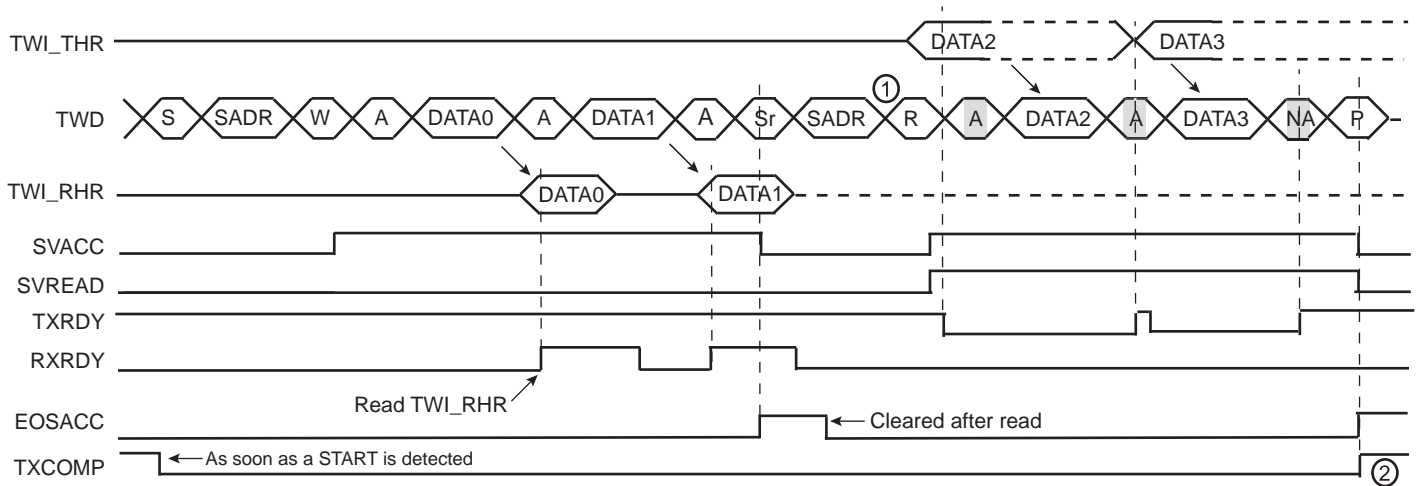 TWI_THR DATA2 DATA3
①
TWD S SADR W A DATA0 A DATA1 A Sr SADR R A DATA2 A DATA3 NA P
TWI_RHR DATA0 DATA1
SVACC
SVREAD
TXRDY
RXRDY
Read TWI_RHR
EOSACC Cleared after read
TXCOMP As soon as a START is detected ②